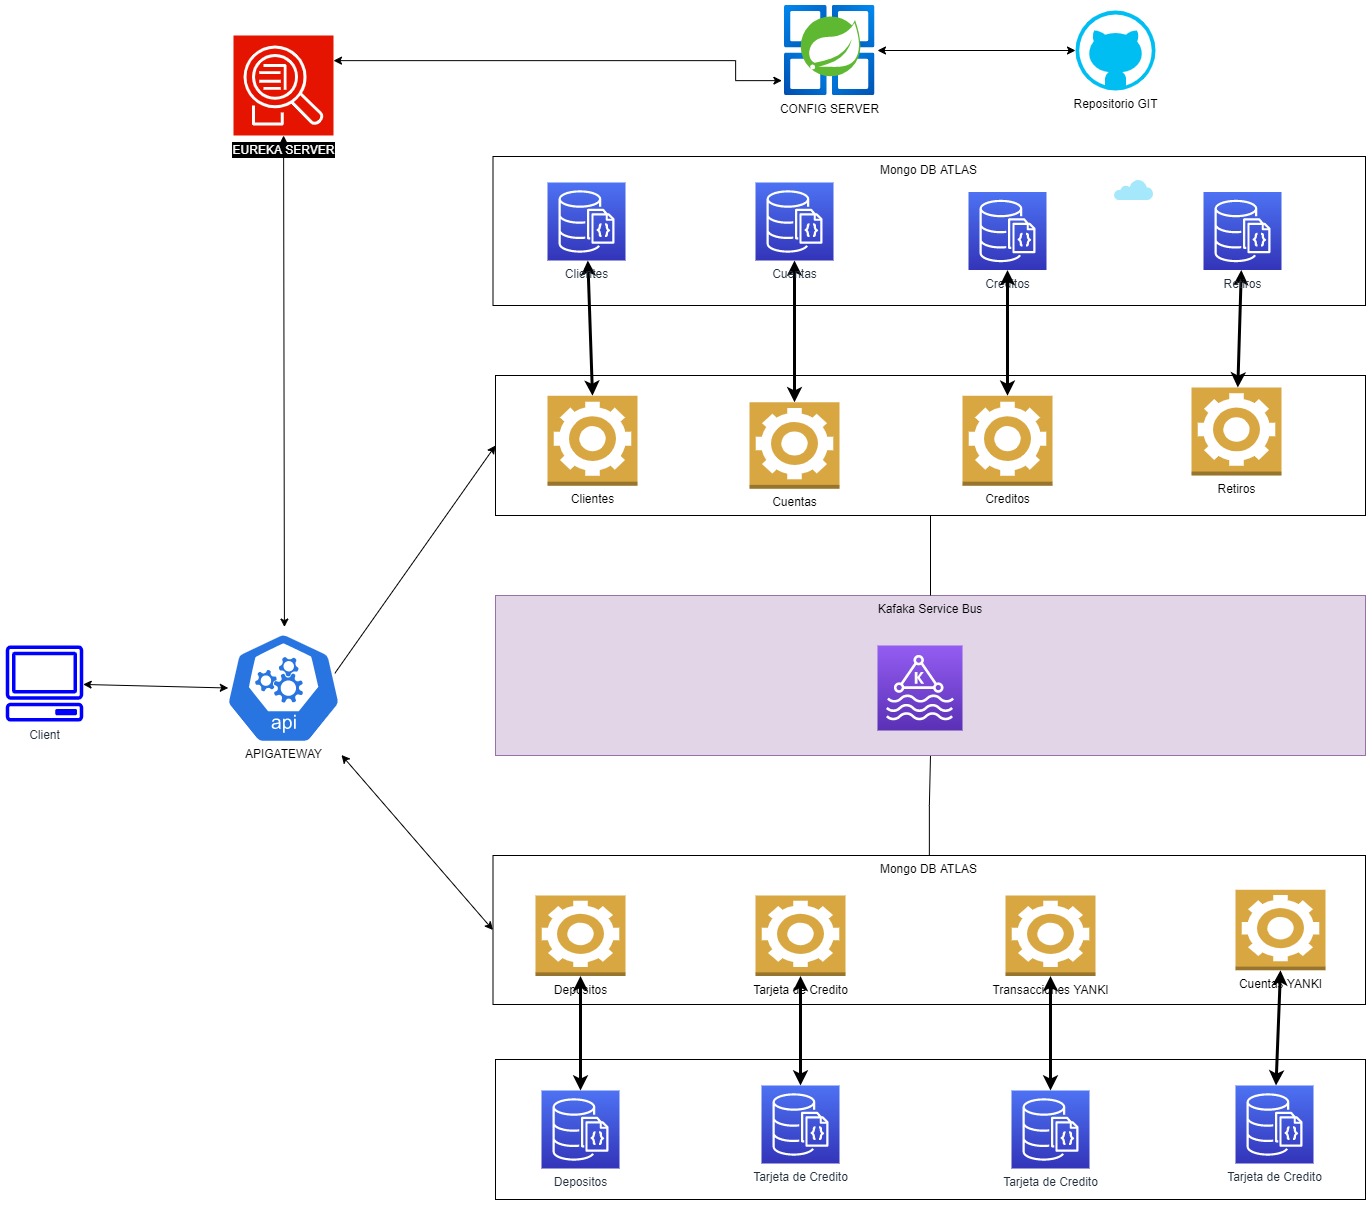 CONFIG SERVER
Repositorio GIT
EUREKA SERVER
Mongo DB ATLAS
{}
{}
{}
{}
Clientes
Cuentas
Creditos
Retiros
Clientes
Cuentas
Creditos
Retiros
Kafaka Service Bus
K
Client
api
APIGATEWAY
Mongo DB ATLAS
Depositos
Tarjeta de Credito
Transacciones YANKI
Cuentas YANKI
{}
{}
{}
{}
Depositos
Tarjeta de Credito
Tarjeta de Credito
Tarjeta de Credito